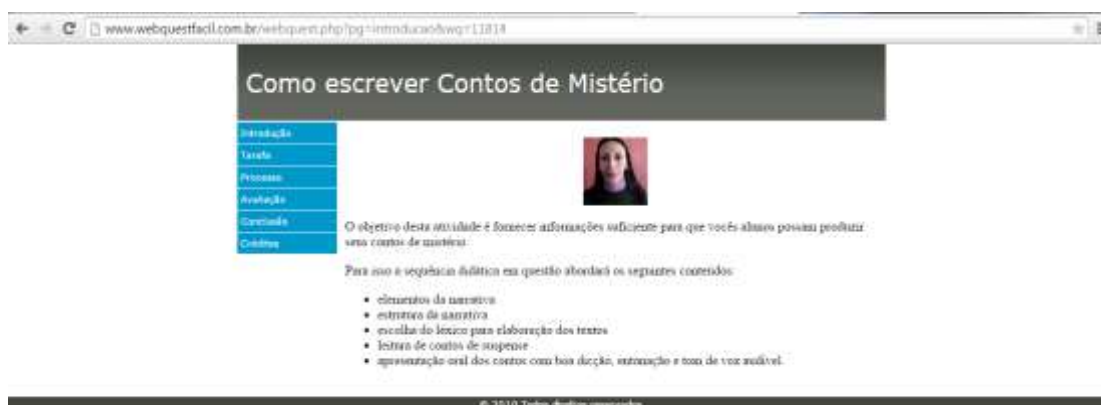 www.webquestfacil.com.br/webquest.php?pg=introducao&wq=11814
Como escrever Contos de Mistério
Introdução
Tarefa
Processo
Avaliação
Conclusão
Créditos
O objetivo desta atividade é fornecer informações suficiente para que vocês alunos possam produzir
seus contos de mistério.
Para isso a sequência didática em questão abordará os seguintes conteúdos:
elementos da narrativa
estrutura da narrativa
escolha do léxico para elaboração dos textos
leitura de contos de suspense
apresentação oral dos contos com boa dicção, entonação e tom de voz audível.